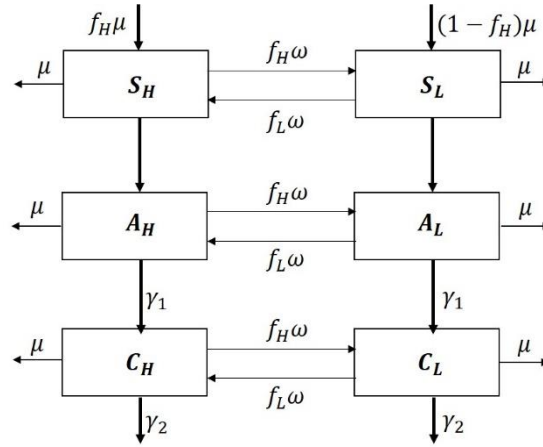 f_Hμ (1 − f_H)μ
μ S_H f_Hω S_L μ
f_Lω
μ A_H f_Hω A_L μ
f_Lω
γ_1 γ_1
μ C_H f_Hω C_L μ
f_Lω
γ_2 γ_2